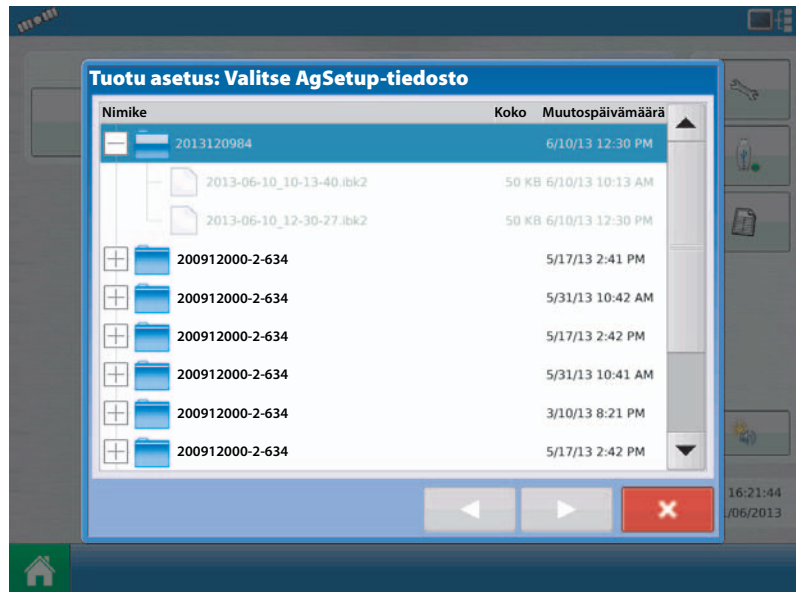 Tuotu asetus: Valitse AgSetup-tiedosto
Nimike Koko Muutospäivämäärä
2013120984 6/10/13 12:30 PM
2013-06-10_10-13-40.ibk2 50 KB 6/10/13 10:13 AM
2013-06-10_12-30-27.ibk2 50 KB 6/10/13 12:30 PM
200912000-2-634 5/17/13 2:41 PM
200912000-2-634 5/31/13 10:42 AM
200912000-2-634 5/17/13 2:42 PM
200912000-2-634 5/31/13 10:41 AM
200912000-2-634 3/10/13 8:21 PM
200912000-2-634 5/17/13 2:42 PM
16:21:44
/06/2013